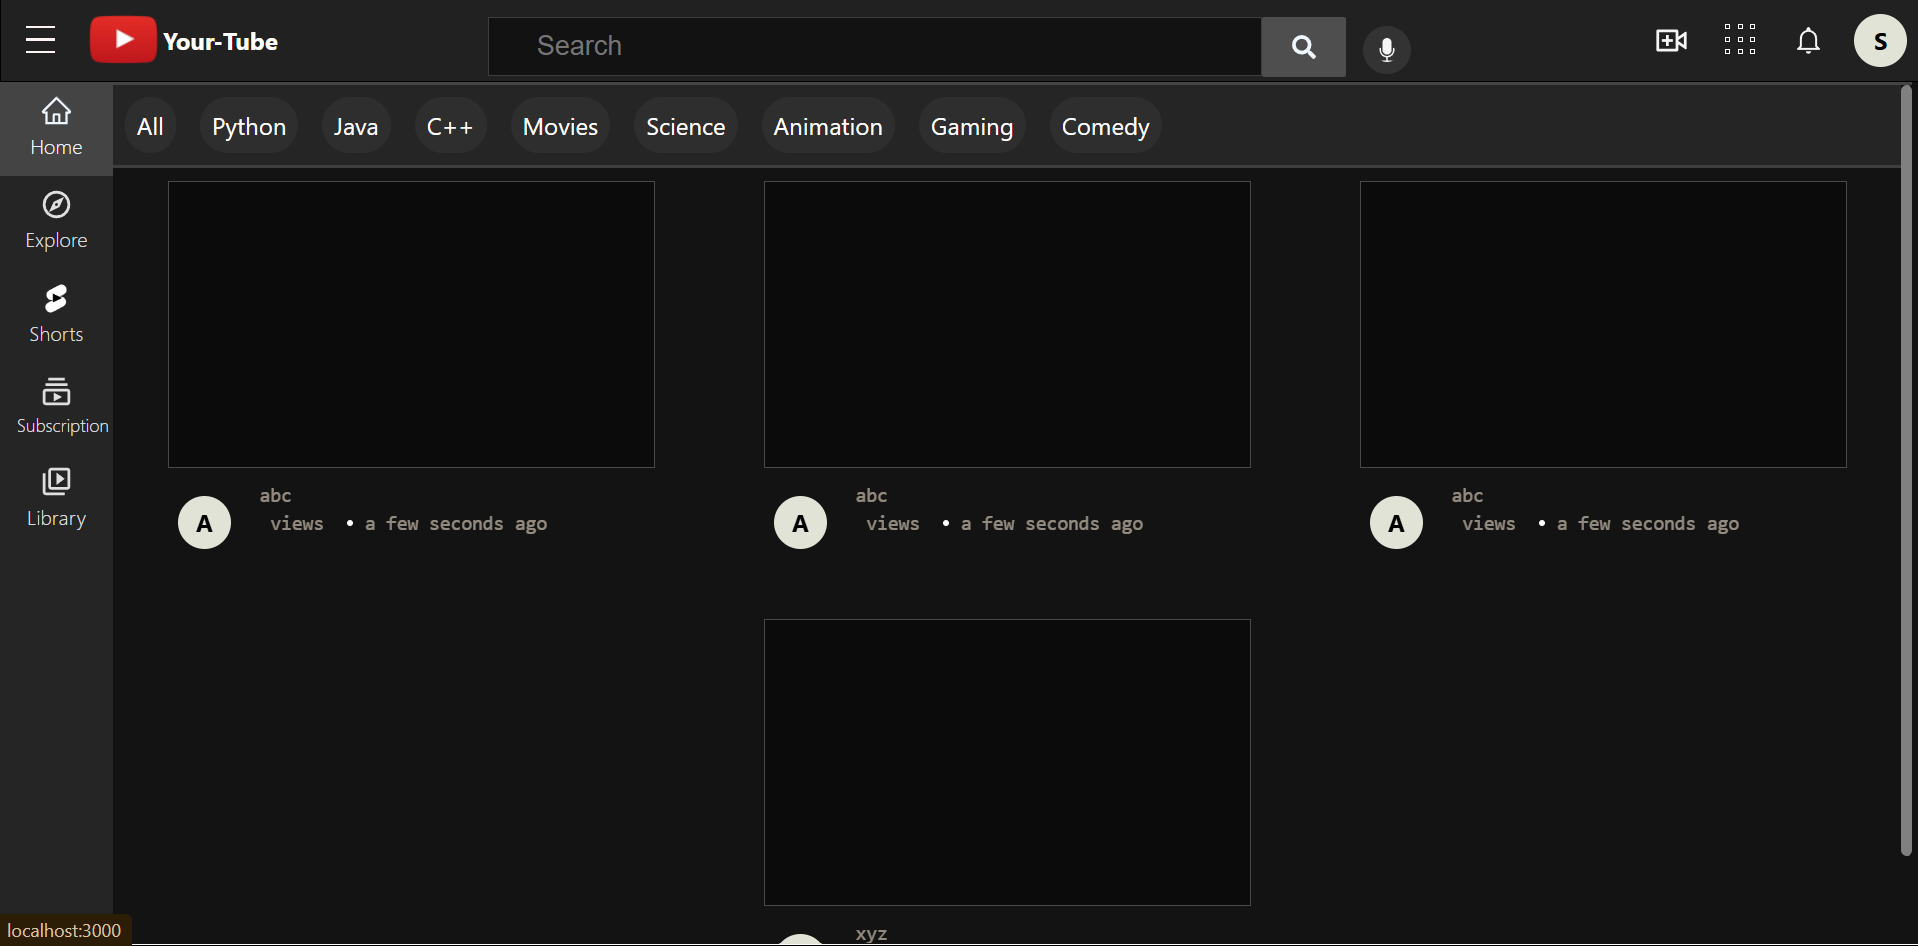 Your-Tube
Search
S
Home
Explore
Shorts
Subscription
Library
All Python Java C++ Movies Science Animation Gaming Comedy
A
abc
views • a few seconds ago
A
abc
views • a few seconds ago
A
abc
views • a few seconds ago
xyz
localhost:3000